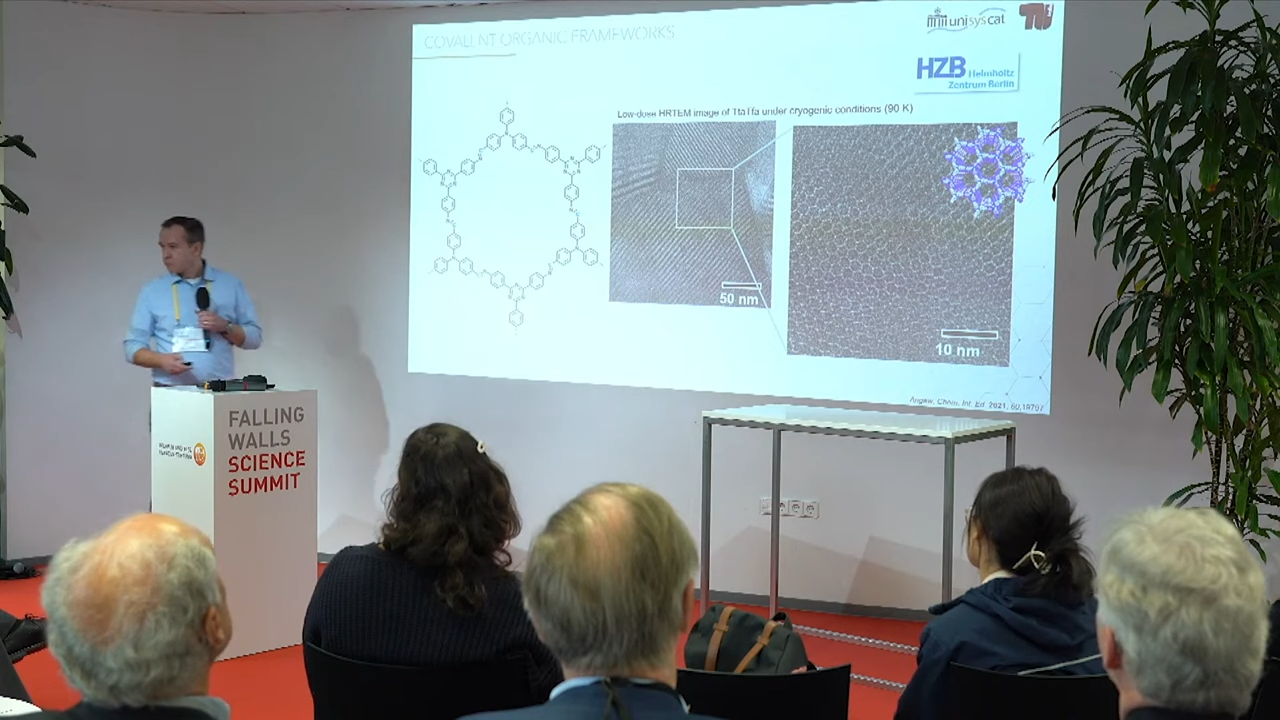 COVALENT ORGANIC FRAMEWORKS
unisyscat
HZB Helmholtz
Zentrum Berlin
Low-dose HRTEM image of TtaTfa under cryogenic conditions (90 K)
50 nm
10 nm
Angew. Chem. Int. Ed. 2021, 60,19797
FALLING
WALLS
SCIENCE
SUMMIT